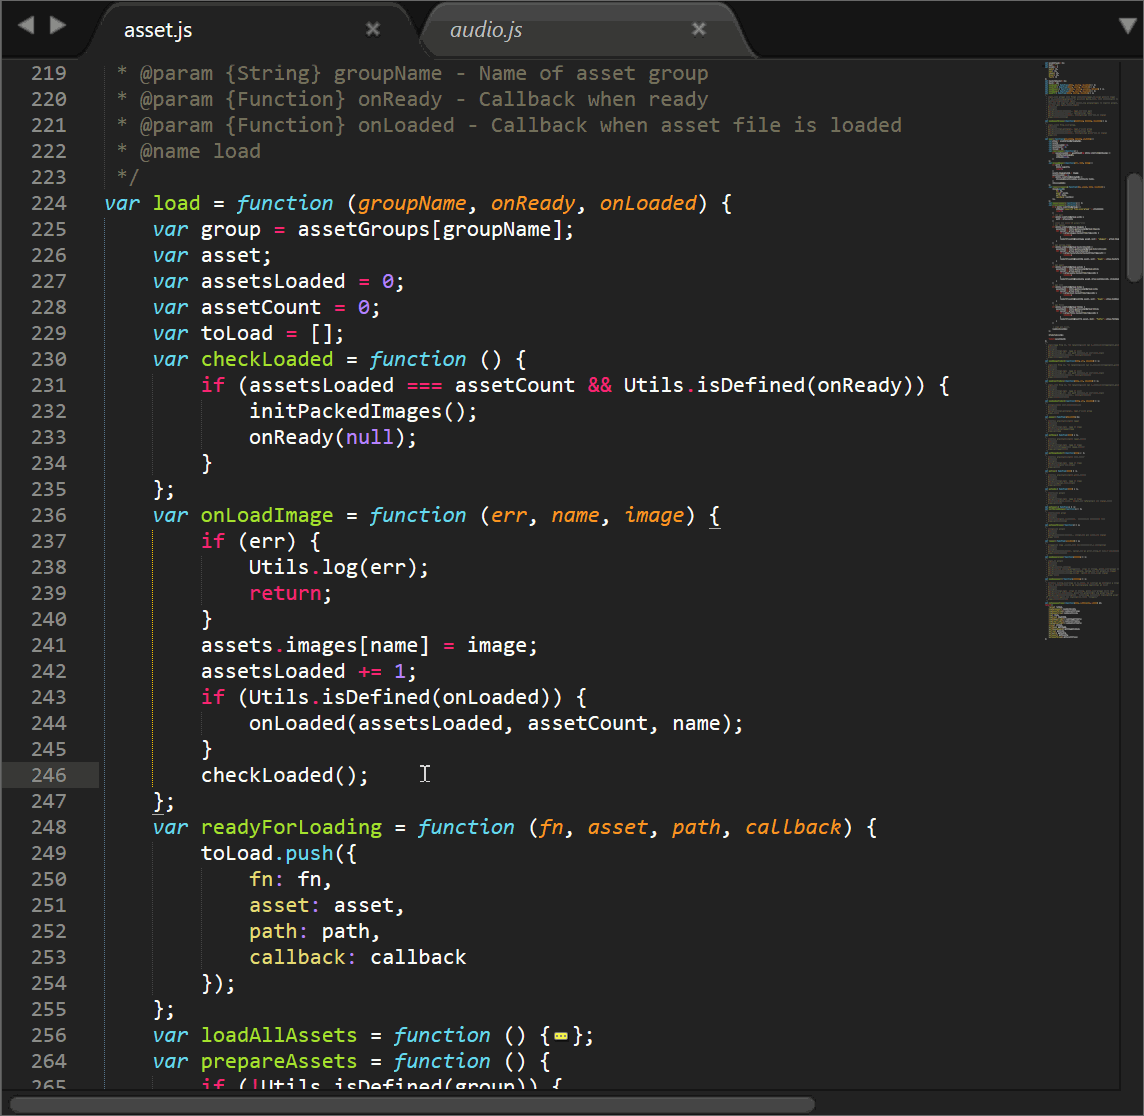 asset.js
audio.js
219 * @param {String} groupName - Name of asset group
220 * @param {Function} onReady - Callback when ready
221 * @param {Function} onLoaded - Callback when asset file is loaded
222 * @name load
223 */
224 var load = function (groupName, onReady, onLoaded) {
225 var group = assetGroups[groupName];
226 var asset;
227 var assetsLoaded = 0;
228 var assetCount = 0;
229 var toLoad = [];
230 var checkLoaded = function () {
231 if (assetsLoaded === assetCount && Utils.isDefined(onReady)) {
232 initPackedImages();
233 onReady(null);
234 }
235 };
236 var onLoadImage = function (err, name, image) {
237 if (err) {
238 Utils.log(err);
239 return;
240 }
241 assets.images[name] = image;
242 assetsLoaded += 1;
243 if (Utils.isDefined(onLoaded)) {
244 onLoaded(assetsLoaded, assetCount, name);
245 }
246 checkLoaded();
247 };
248 var readyForLoading = function (fn, asset, path, callback) {
249 toLoad.push({
250 fn: fn,
251 asset: asset,
252 path: path,
253 callback: callback
254 });
255 };
256 var loadAllAssets = function () {};
264 var prepareAssets = function () {
265 if (!Utils.isDefined(group)) {